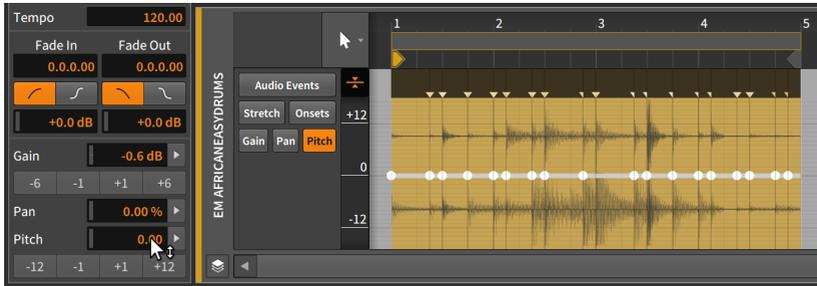 Tempo 120.00
Fade In Fade Out
0.0.0.00 0.0.0.00
+0.0 dB +0.0 dB
Gain -0.6 dB
-6 -1 +1 +6
Pan 0.00 %
Pitch 0.00
-12 -1 +1 +12
EM AFRICANEASYDRUMS
Audio Events
Stretch Onsets
Gain Pan Pitch
+12
0
-12
1 2 3 4 5